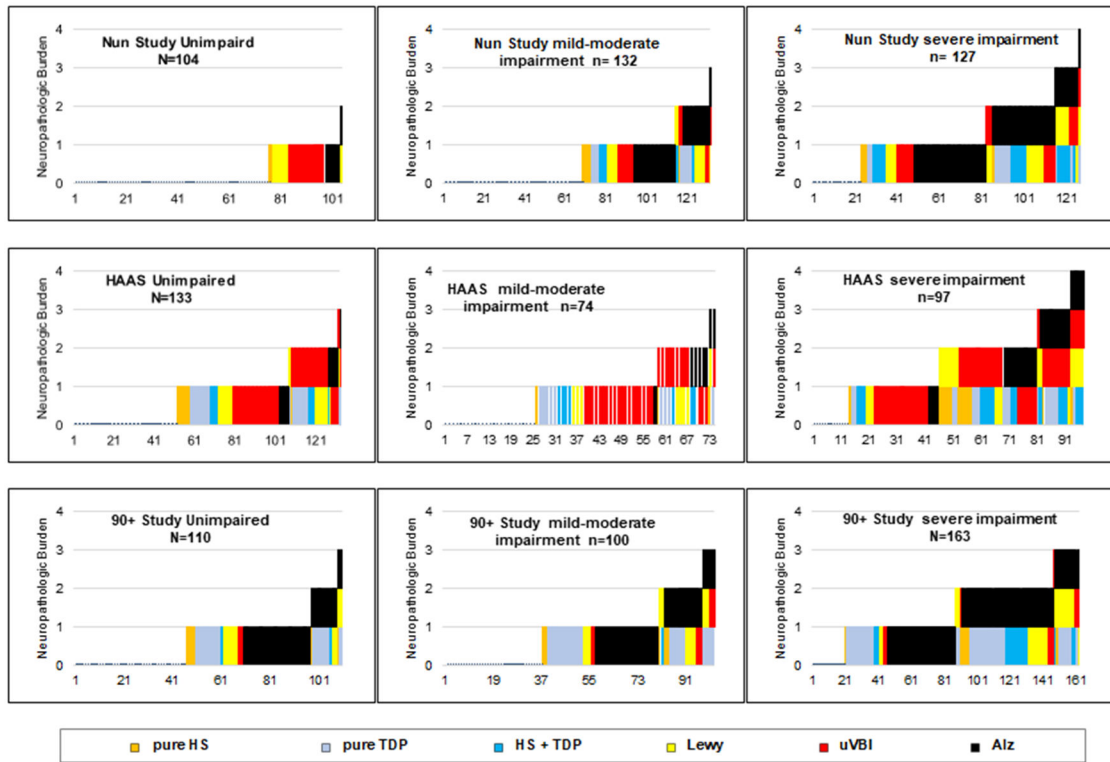 Nun Study Unimpaird
N=104
Neuropathologic Burden
4
3
2
1
0
1 21 41 61 81 101
Nun Study mild-moderate
impairment n= 132
Neuropathologic Burden
4
3
2
1
0
1 21 41 61 81 101 121
Nun Study severe impairment
n= 127
Neuropathologic Burden
4
3
2
1
0
1 21 41 61 81 101 121
HAAS Unimpaired
N=133
Neuropathologic Burden
4
3
2
1
0
1 21 41 61 81 101 121
HAAS mild-moderate
impairment n=74
Neuropathologic Burden
4
3
2
1
0
1 7 13 19 25 31 37 43 49 55 61 67 73
HAAS severe impairment
n=97
Neuropathologic Burden
4
3
2
1
0
1 11 21 31 41 51 61 71 81 91
90+ Study Unimpaired
N=110
Neuropathologic Burden
4
3
2
1
0
1 21 41 61 81 101
90+ Study mild-moderate
impairment n=100
Neuropathologic Burden
4
3
2
1
0
1 19 37 55 73 91
90+ Study severe impairment
N=163
Neuropathologic Burden
4
3
2
1
0
1 21 41 61 81 101 121 141 161
pure HS pure TDP HS + TDP Lewy uVBI Alz